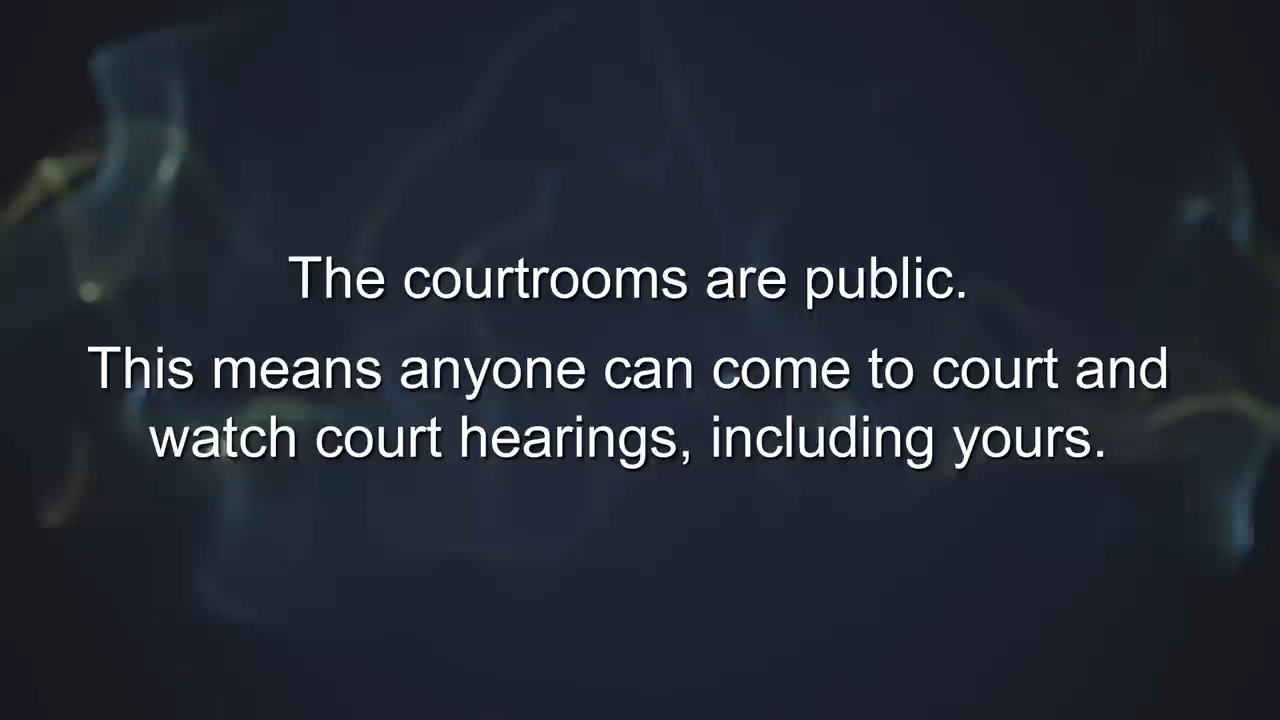 The courtrooms are public.
This means anyone can come to court and
watch court hearings, including yours.